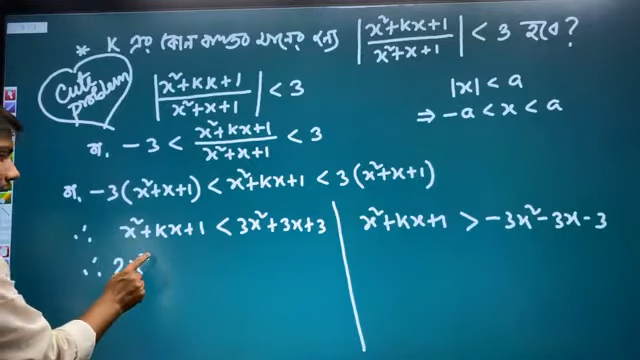 * K এর কোন বাস্তব মানের জন্য |x²+kx+1 / x²+x+1| < 3 হবে?
Cute problem
|x²+kx+1 / x²+x+1| < 3
|x| < a
⇒ -a < x < a
বা, -3 < x²+kx+1 / x²+x+1 < 3
বা, -3(x²+x+1) < x²+kx+1 < 3(x²+x+1)
∴ x²+kx+1 < 3x²+3x+3
∴ 2x²
x²+kx+1 > -3x²-3x-3